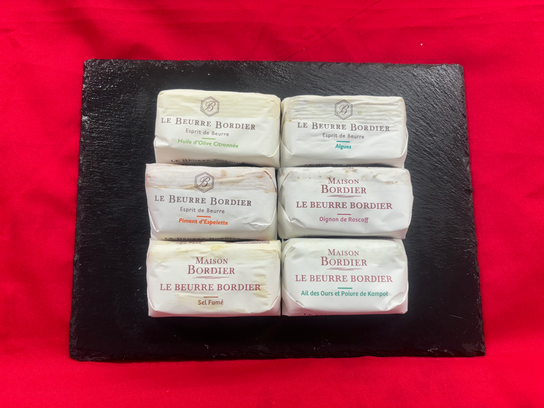 B
LE BEURRE BORDIER
Esprit de Beurre
Huile d'Olive Citronnée
B
LE BEURRE BORDIER
Esprit de Beurre
Algues
B
LE BEURRE BORDIER
Esprit de Beurre
Piment d'Espelette
MAISON
BORDIER
LE BEURRE BORDIER
Oignon de Roscoff
MAISON
BORDIER
LE BEURRE BORDIER
Sel Fumé
MAISON
BORDIER
LE BEURRE BORDIER
Ail des Ours et Poivre de Kampot